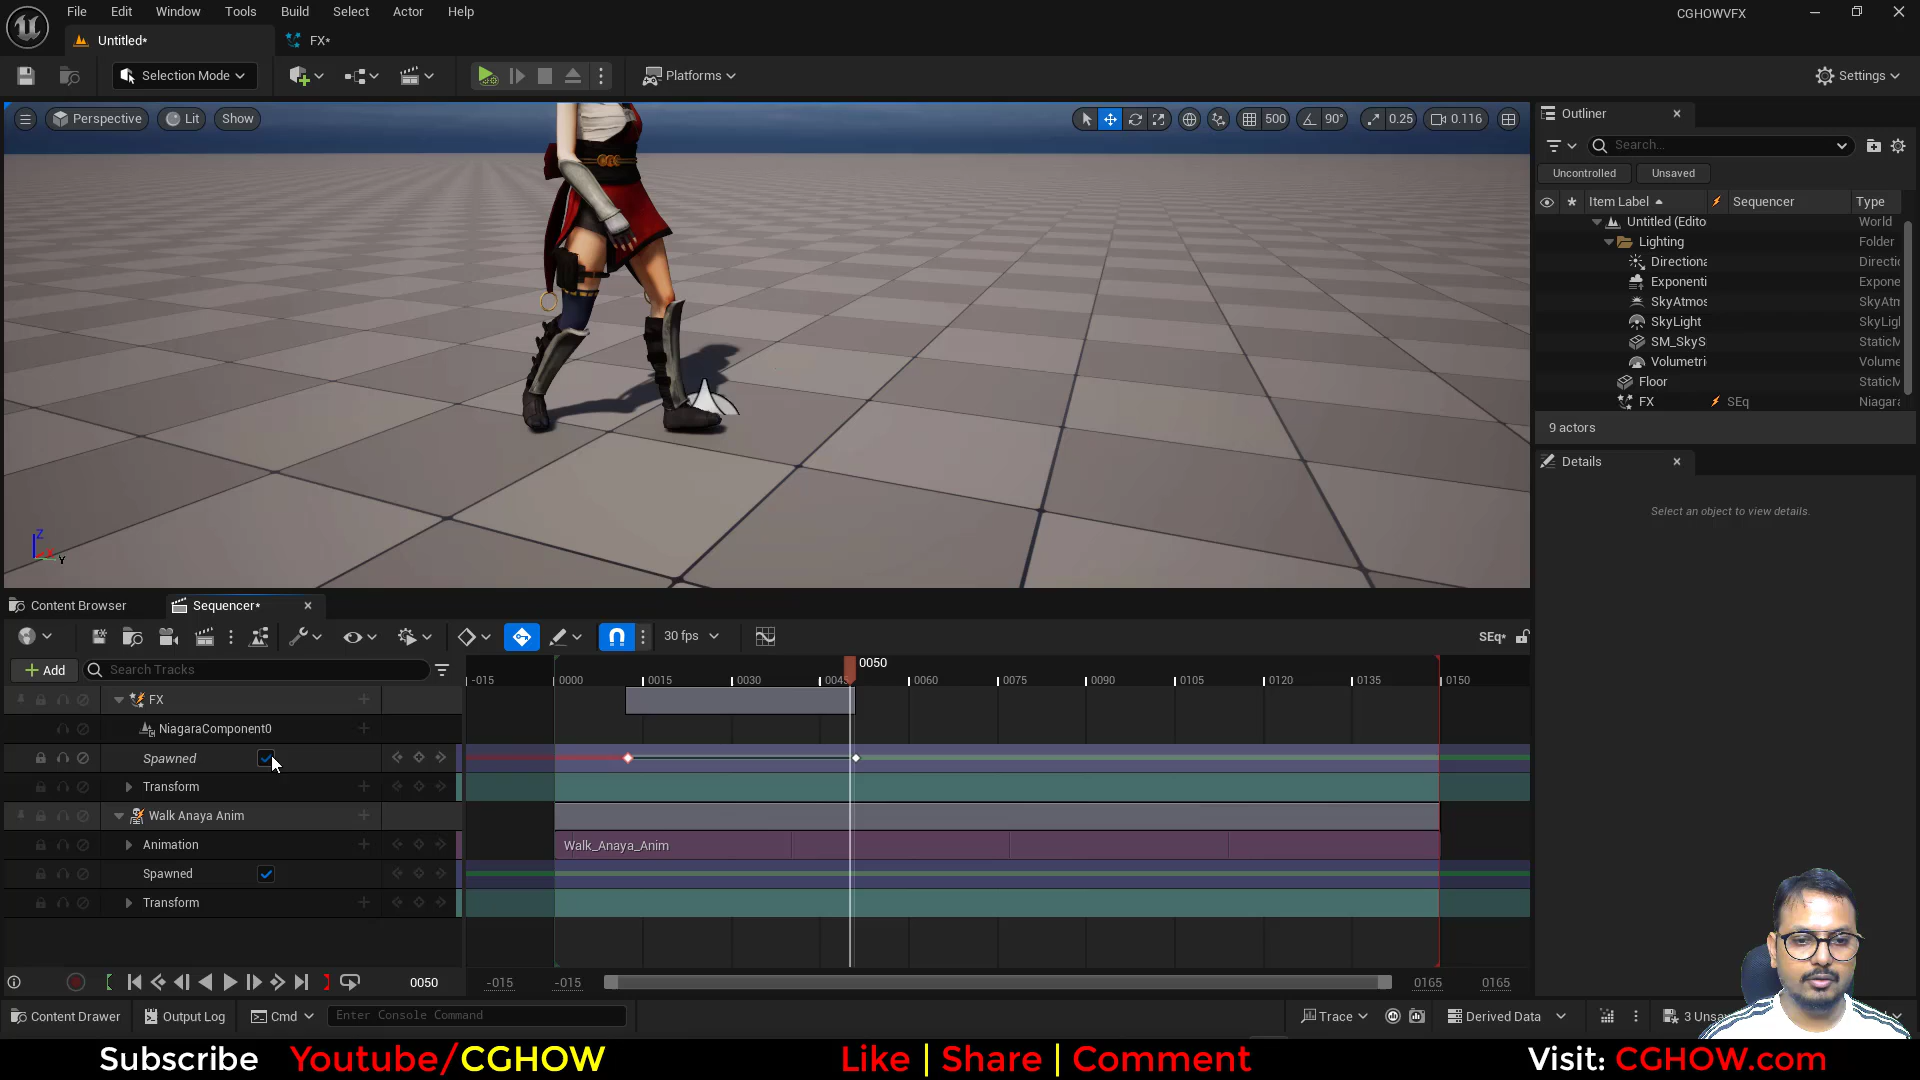 File Edit Window Tools Build Select Actor Help
CGHOWVFX
Untitled*
FX*
Selection Mode
Platforms
Settings
Perspective
Lit
Show
500
90°
0.25
0.116
Outliner
Search...
Uncontrolled
Unsaved
Item Label
Sequencer
Type
Untitled (Edito
World
Lighting
Folder
Directiona
Directic
Exponenti
Expone
SkyAtmos
SkyAtn
SkyLight
SkyLigl
SM_SkyS
StaticM
Volumetri
Volume
Floor
StaticM
FX
SEq
Niagara
9 actors
Details
Select an object to view details.
Z
Y
Content Browser
Sequencer*
30 fps
SEq*
Add
Search Tracks
0050
-015
0000
0015
0030
0045
0060
0075
0090
0105
0120
0135
0150
FX
NiagaraComponent0
Spawned
Transform
Walk Anaya Anim
Animation
Walk_Anaya_Anim
Spawned
Transform
0050
-015
-015
0165
0165
Content Drawer
Output Log
Cmd
Enter Console Command
Trace
Derived Data
3 Unsa
Subscribe Youtube/CGHOW
Like | Share | Comment
Visit: CGHOW.com